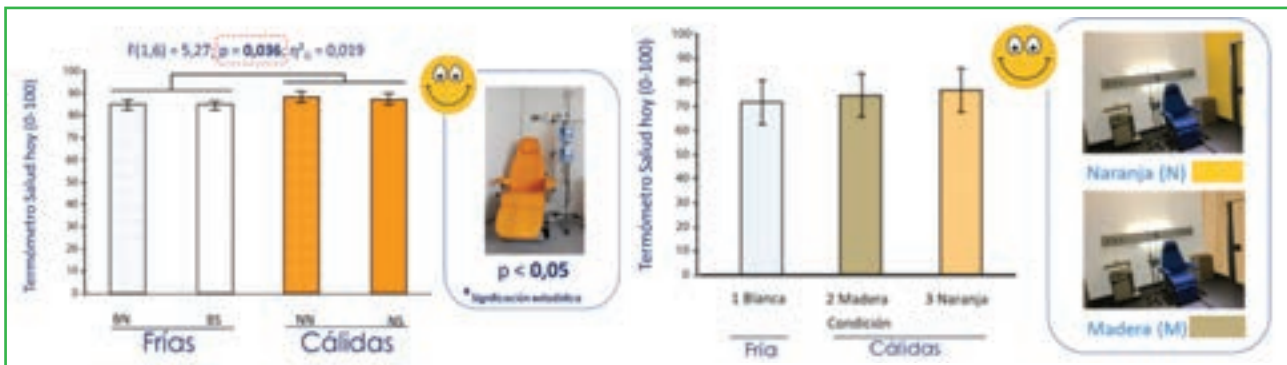 F(1,6) = 5,27; p = 0,036; η²G = 0,019
Termómetro Salud hoy (0-100)
100
90
80
70
60
50
40
30
20
10
0
BN
BS
NN
NS
Frías
Cálidas
p < 0,05
* Significación estadística
Termómetro Salud hoy (0-100)
100
90
80
70
60
50
40
30
20
10
0
1 Blanca
2 Madera
3 Naranja
Condición
Fría
Cálidas
Naranja (N)
Madera (M)